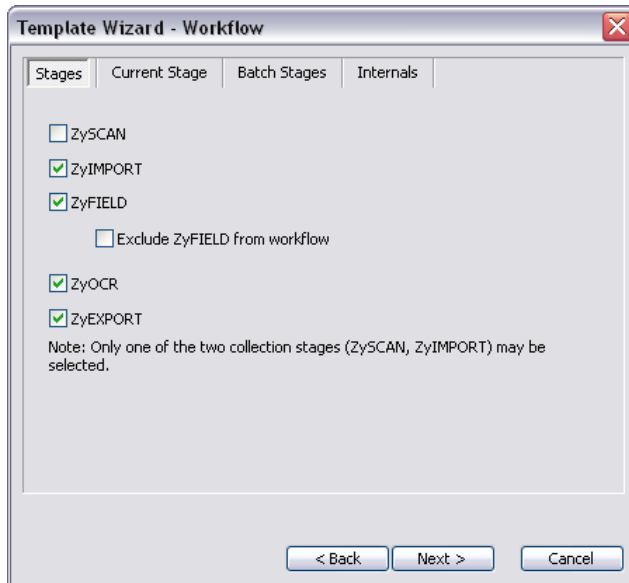 Template Wizard - Workflow
Stages Current Stage Batch Stages Internals
ZySCAN
ZyIMPORT
ZyFIELD
Exclude ZyFIELD from workflow
ZyOCR
ZyEXPORT
Note: Only one of the two collection stages (ZySCAN, ZyIMPORT) may be
selected.
< Back Next > Cancel